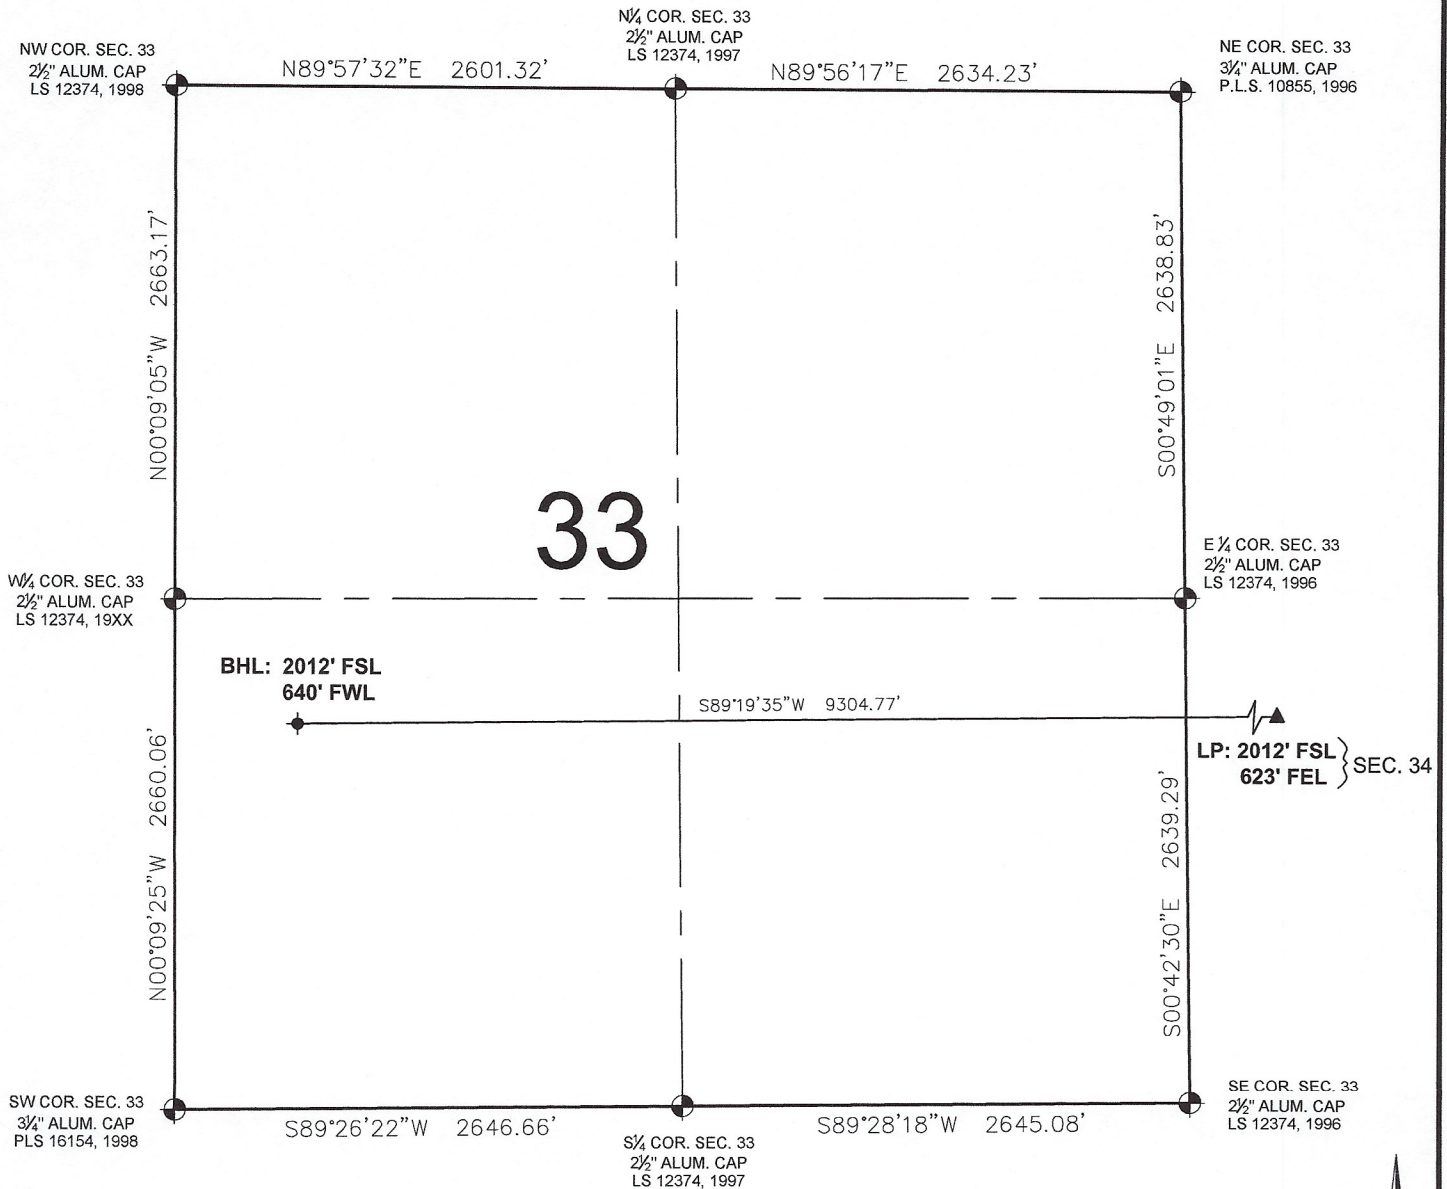 N¼ COR. SEC. 33
2½" ALUM. CAP
LS 12374, 1997
NW COR. SEC. 33
2½" ALUM. CAP
LS 12374, 1998
N89°57'32"E 2601.32'
N89°56'17"E 2634.23'
NE COR. SEC. 33
3¼" ALUM. CAP
P.L.S. 10855, 1996
N00°09'05"W 2663.17'
S00°49'01"E 2638.83'
33
E ¼ COR. SEC. 33
2½" ALUM. CAP
LS 12374, 1996
W¼ COR. SEC. 33
2½" ALUM. CAP
LS 12374, 19XX
BHL: 2012' FSL
640' FWL
S89°19'35"W 9304.77'
LP: 2012' FSL
623' FEL
SEC. 34
N00°09'25"W 2660.06'
S00°42'30"E 2639.29'
SW COR. SEC. 33
3¼" ALUM. CAP
PLS 16154, 1998
S89°26'22"W 2646.66'
S¼ COR. SEC. 33
2½" ALUM. CAP
LS 12374, 1997
S89°28'18"W 2645.08'
SE COR. SEC. 33
2½" ALUM. CAP
LS 12374, 1996